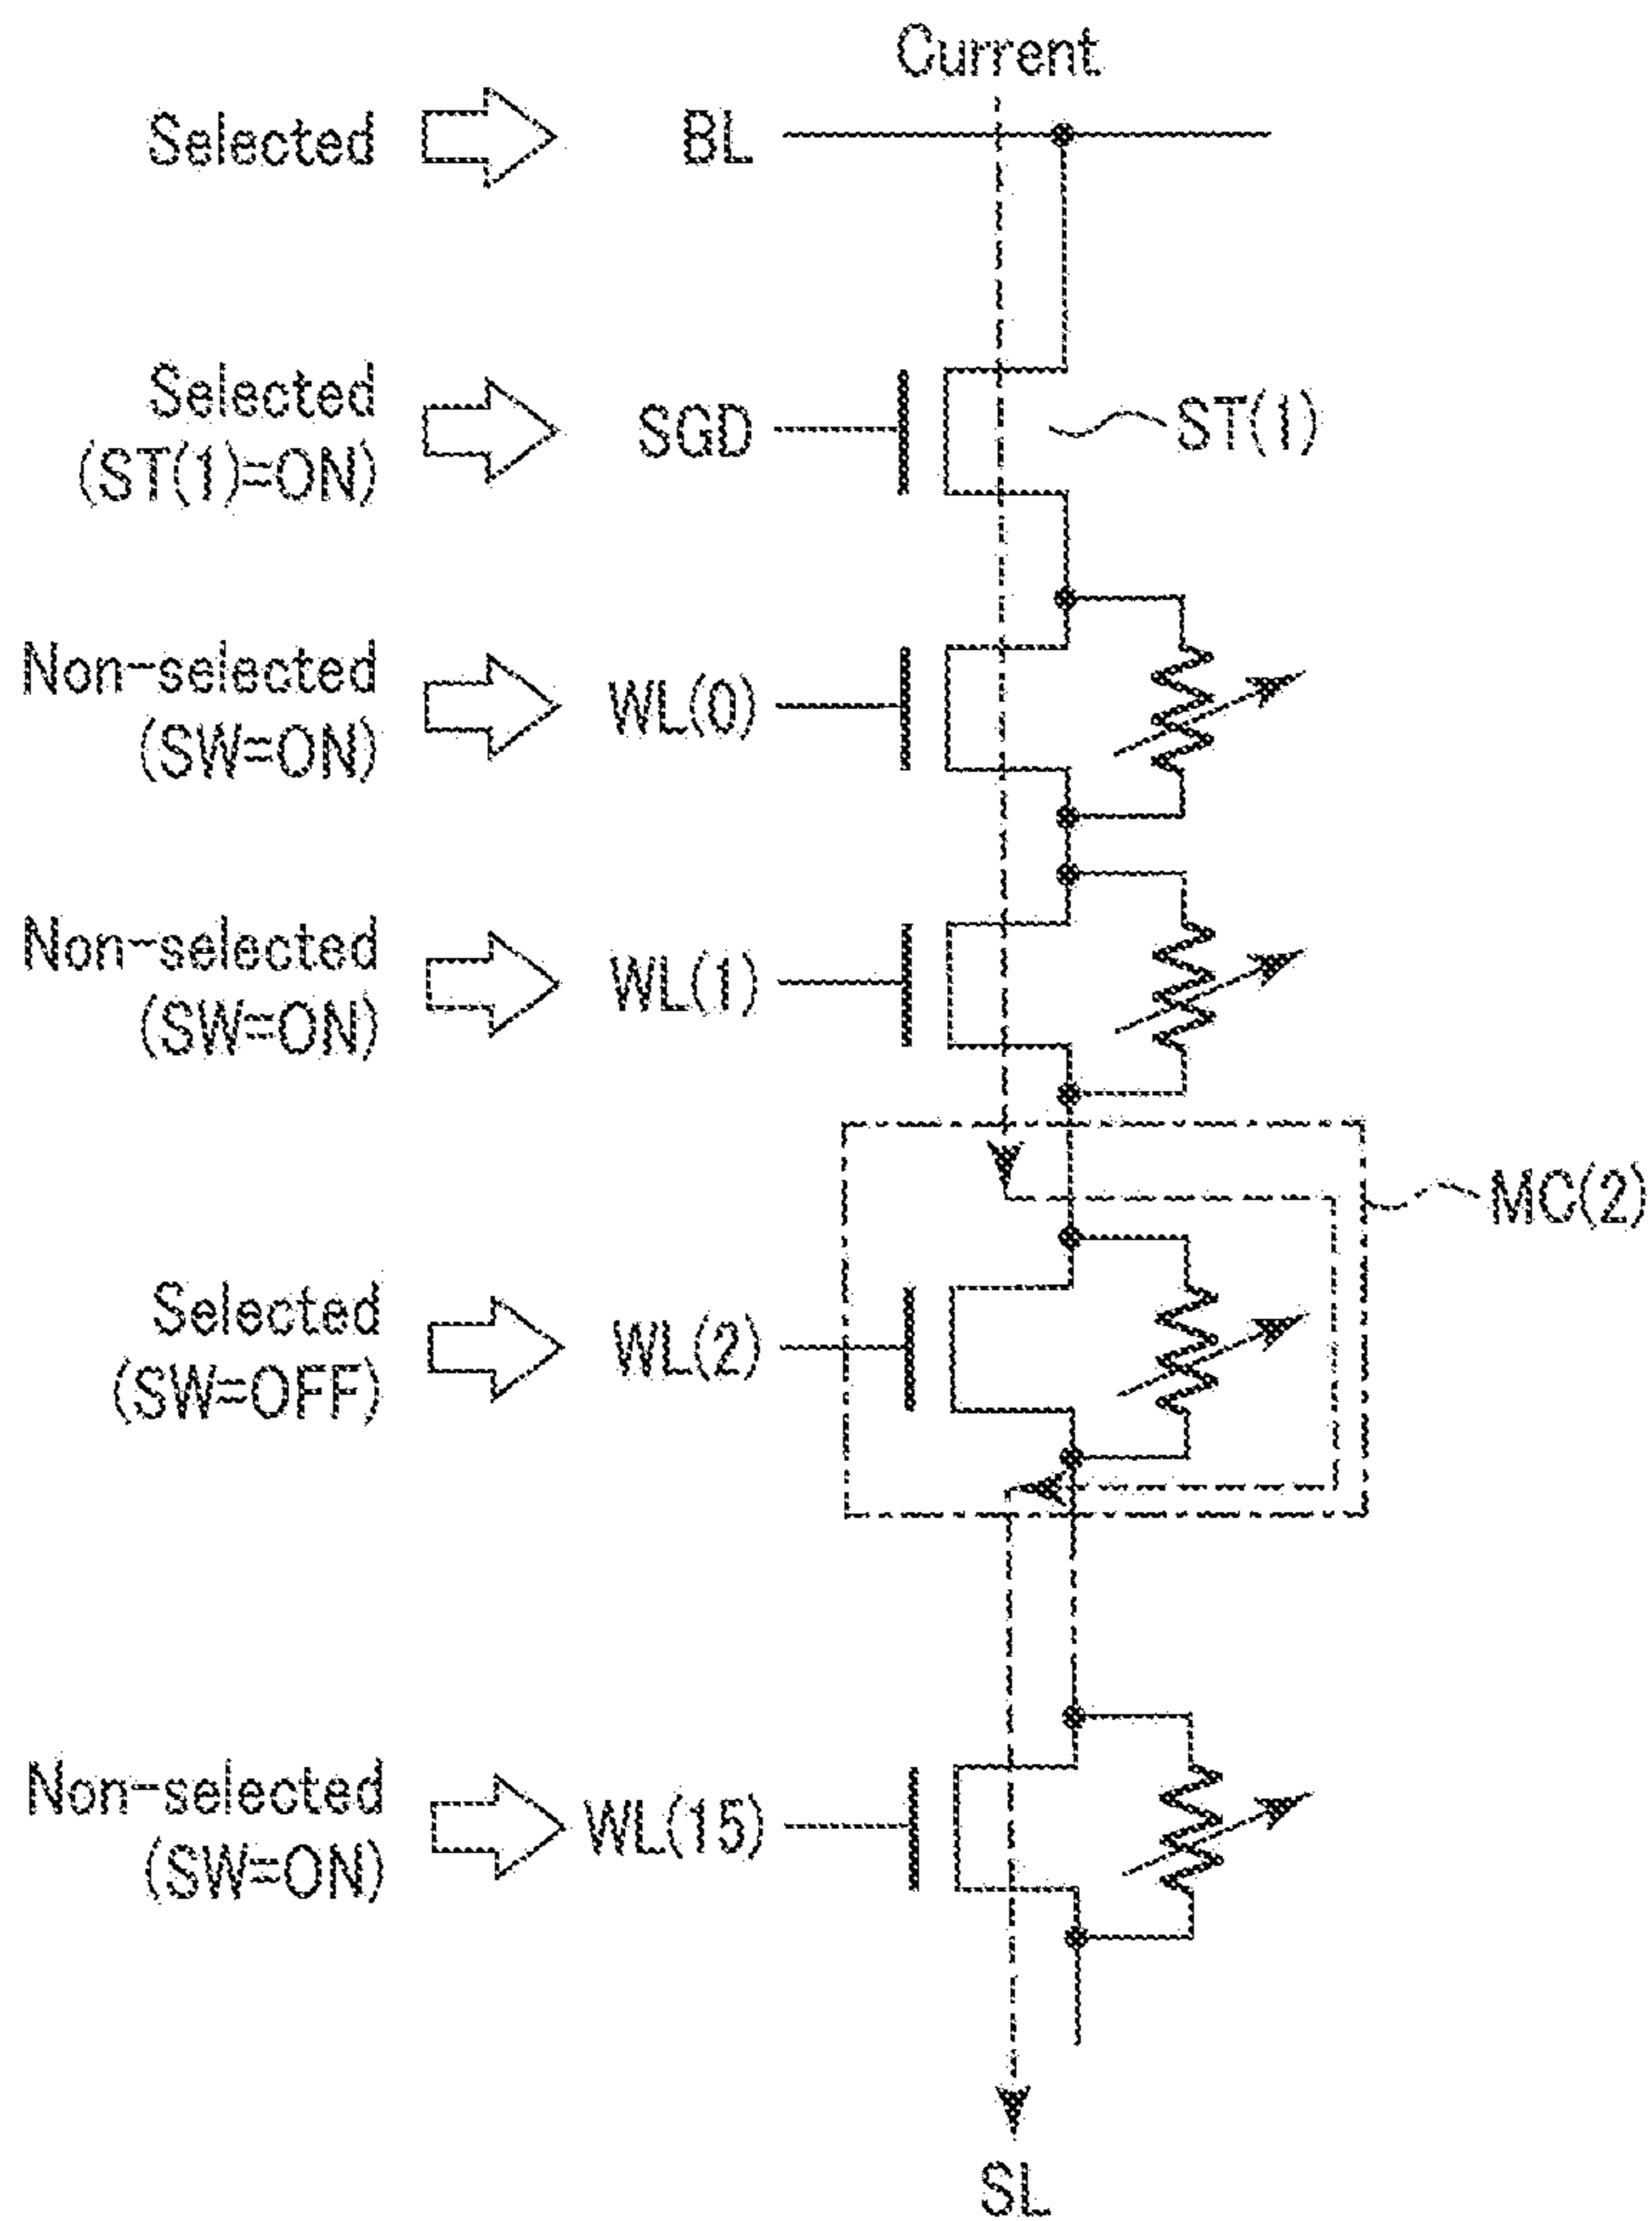 Current
Selected BL
Selected
(ST(1)=ON) SGD ST(1)
Non-selected
(SW=ON) WL(0)
Non-selected
(SW=ON) WL(1)
MC(2)
Selected
(SW=OFF) WL(2)
Non-selected
(SW=ON) WL(15)
SL